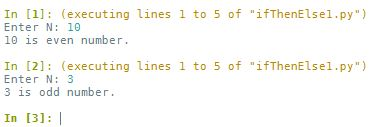 In [1]: (executing lines 1 to 5 of "ifThenElse1.py")
Enter N: 10
10 is even number.
In [2]: (executing lines 1 to 5 of "ifThenElse1.py")
Enter N: 3
3 is odd number.
In [3]: